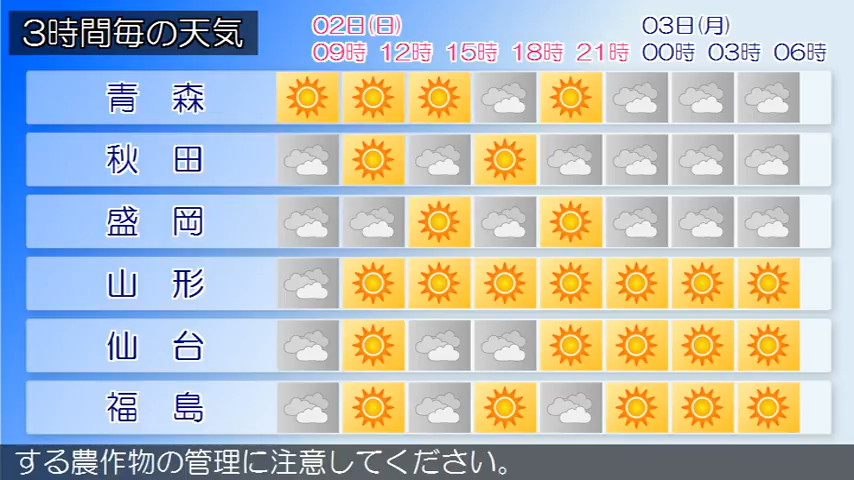 3時間毎の天気
02日(日) 03日(月)
09時 12時 15時 18時 21時 00時 03時 06時
青 森
秋 田
盛 岡
山 形
仙 台
福 島
する農作物の管理に注意してください。